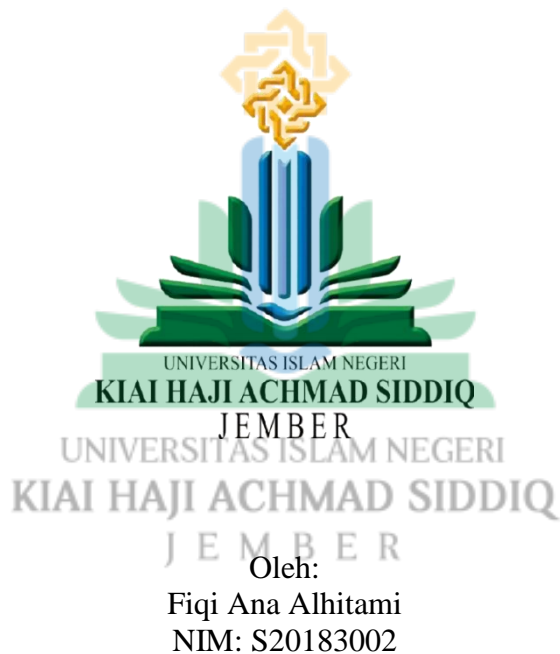 UNIVERSITAS ISLAM NEGERI
KIAI HAJI ACHMAD SIDDIQ
JEMBER
UNIVERSITAS ISLAM NEGERI
KIAI HAJI ACHMAD SIDDIQ
JEMBER
Oleh:
Fiqi Ana Alhitami
NIM: S20183002